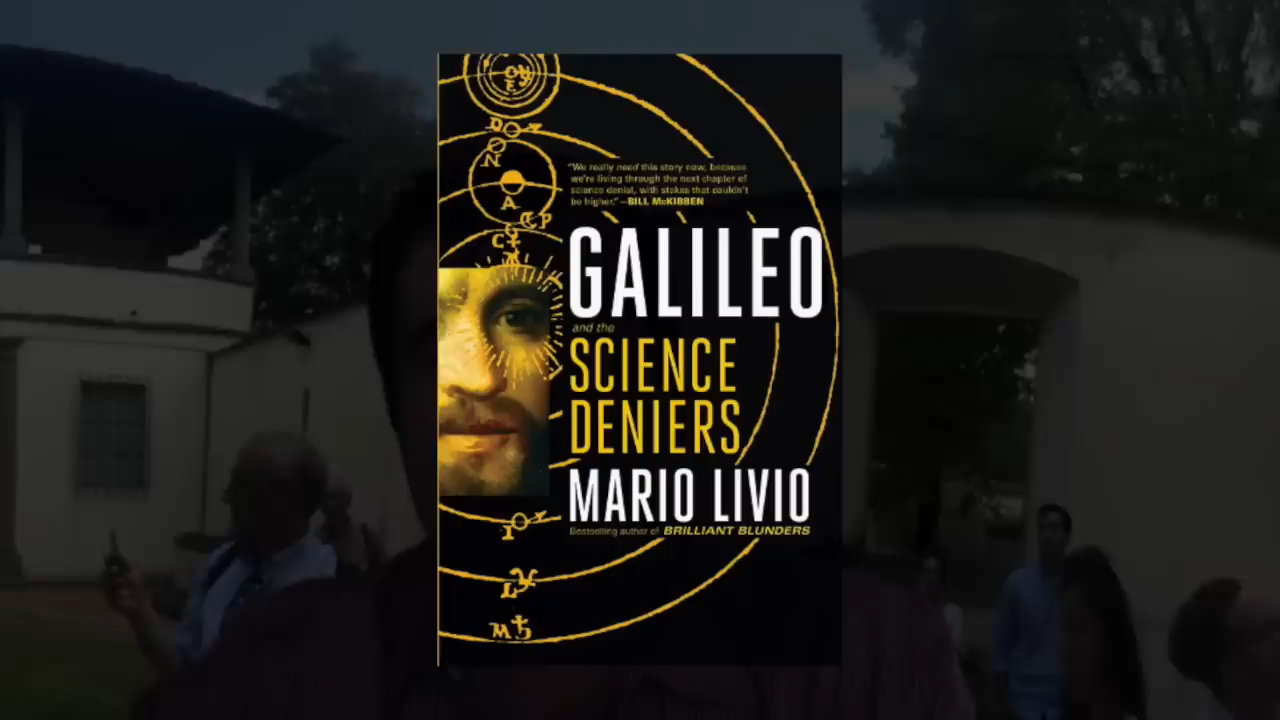 "We really need this story now, because
we're living through the next chapter of
science denial, with stakes that couldn't
be higher."—BILL McKIBBEN
GALILEO
and the
SCIENCE
DENIERS
MARIO LIVIO
Bestselling author of BRILLIANT BLUNDERS